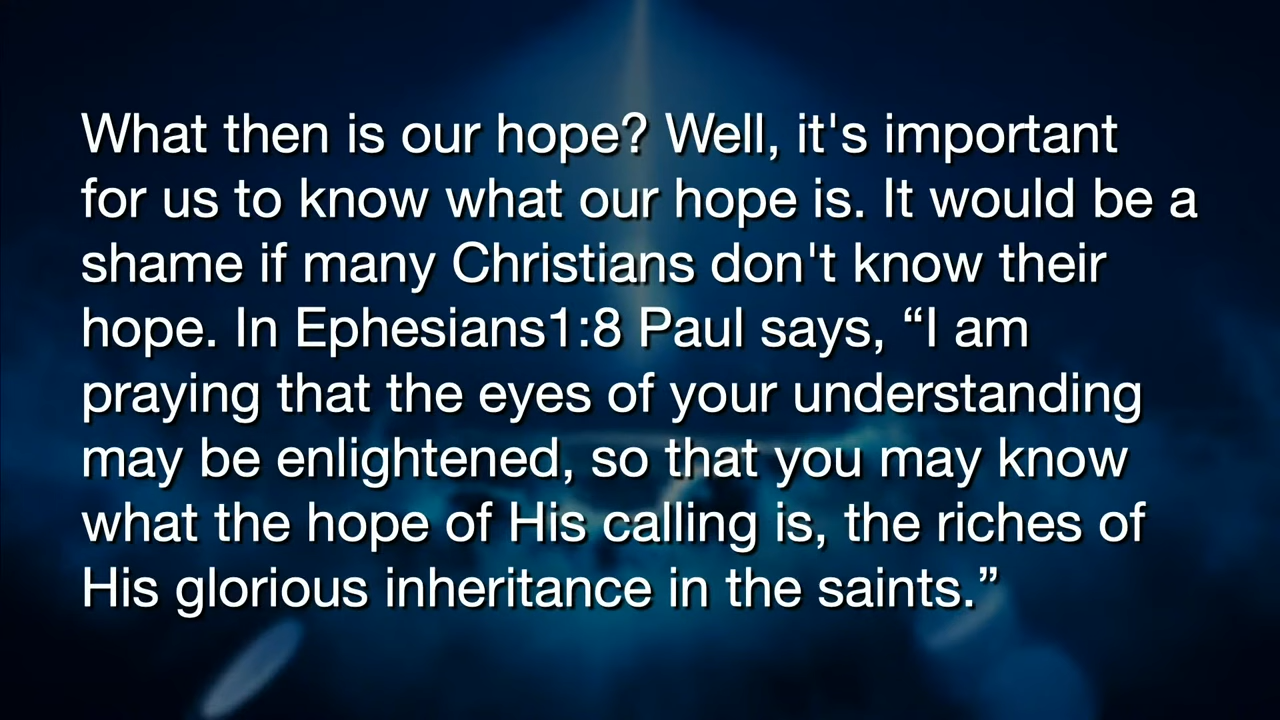 What then is our hope? Well, it's important
for us to know what our hope is. It would be a
shame if many Christians don't know their
hope. In Ephesians1:8 Paul says, “I am
praying that the eyes of your understanding
may be enlightened, so that you may know
what the hope of His calling is, the riches of
His glorious inheritance in the saints.”